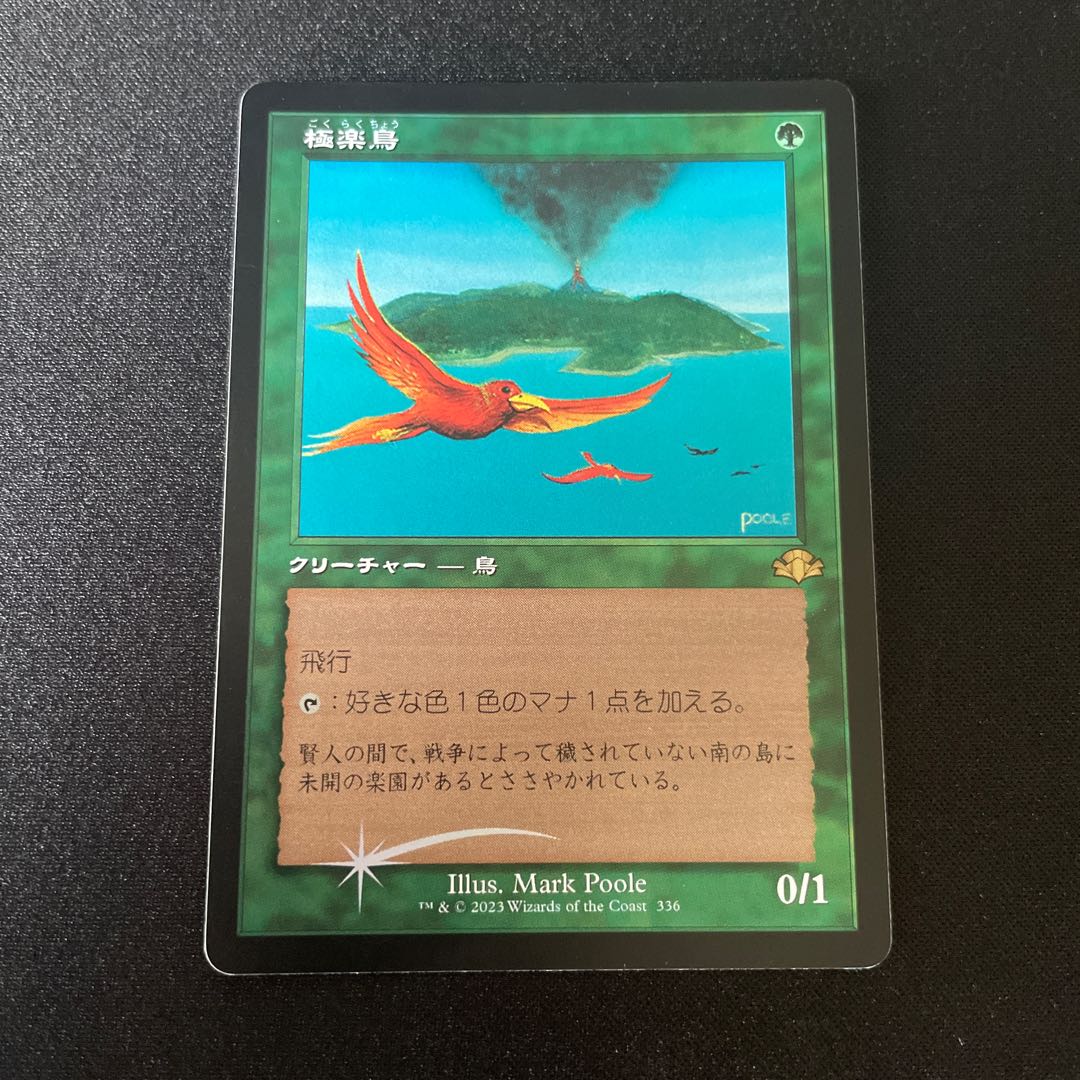 ごくらくちょう
極楽鳥
POOLE
クリーチャー — 鳥
飛行
:好きな色1色のマナ1点を加える。
賢人の間で、戦争によって穢されていない南の島に
未開の楽園があるとささやかれている。
Illus. Mark Poole
™ & © 2023 Wizards of the Coast 336
0/1